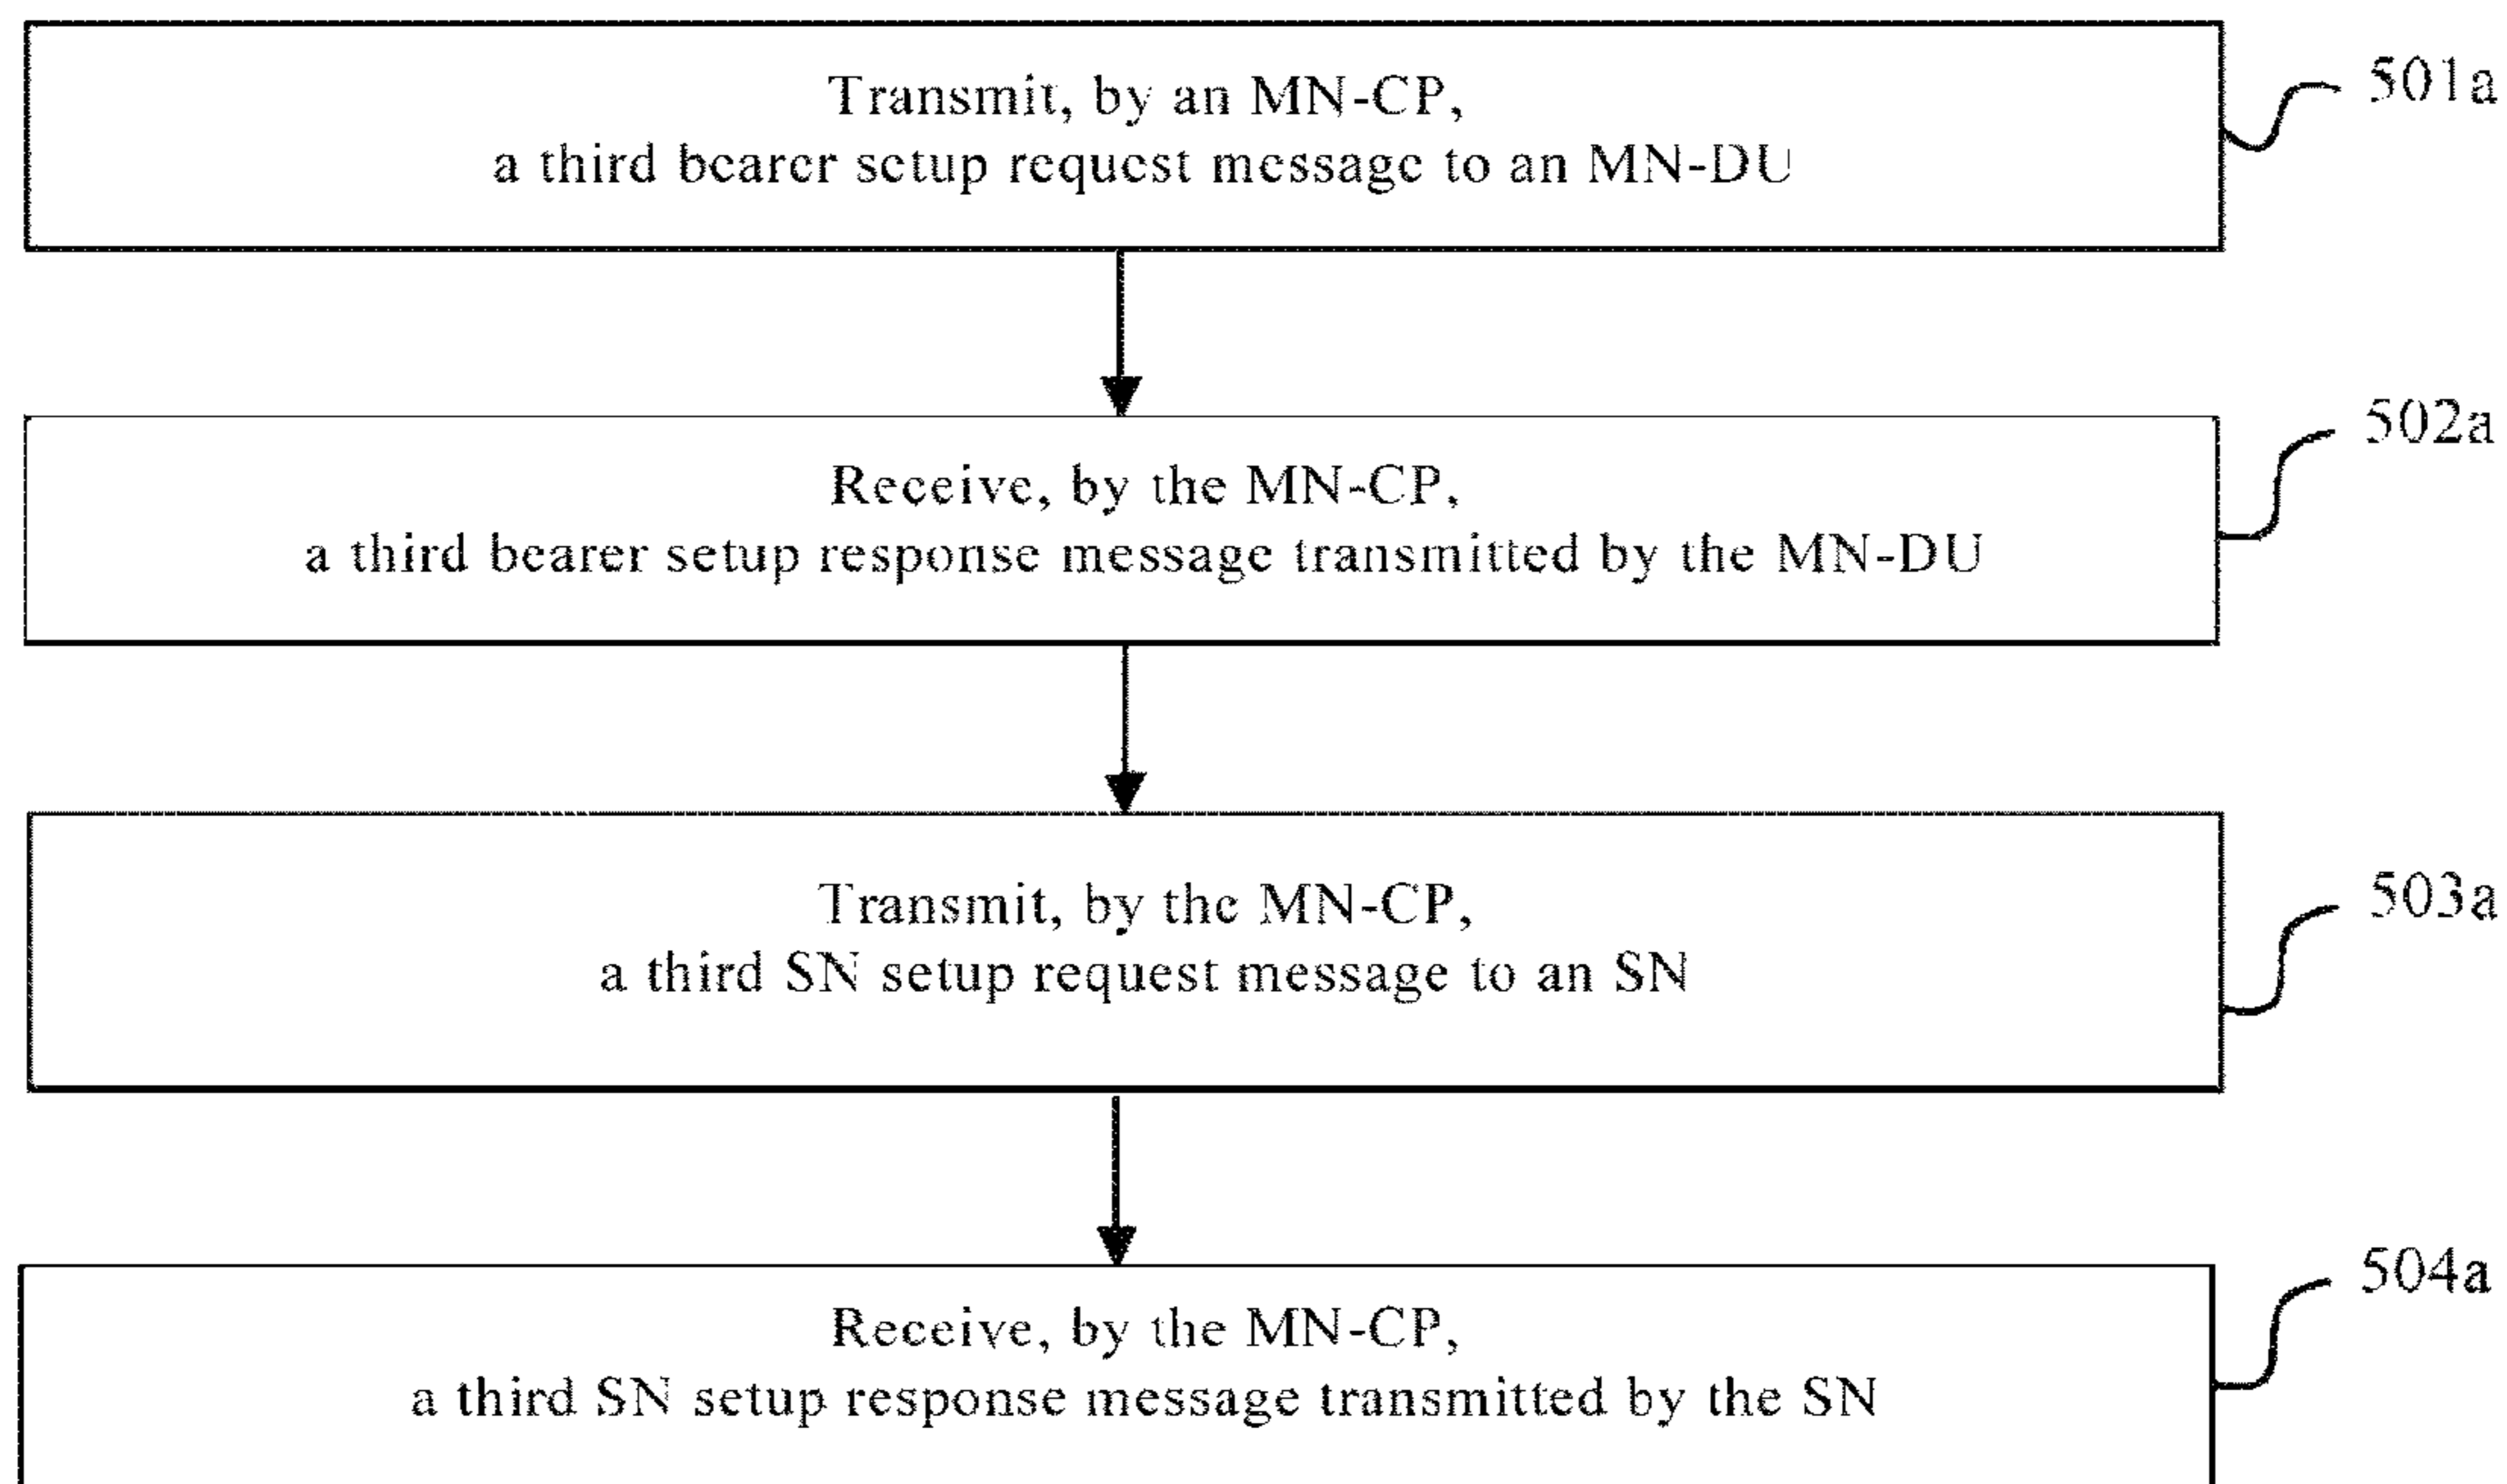 Transmit, by an MN-CP,
a third bearer setup request message to an MN-DU
501a
Receive, by the MN-CP,
a third bearer setup response message transmitted by the MN-DU
502a
Transmit, by the MN-CP,
a third SN setup request message to an SN
503a
Receive, by the MN-CP,
a third SN setup response message transmitted by the SN
504a